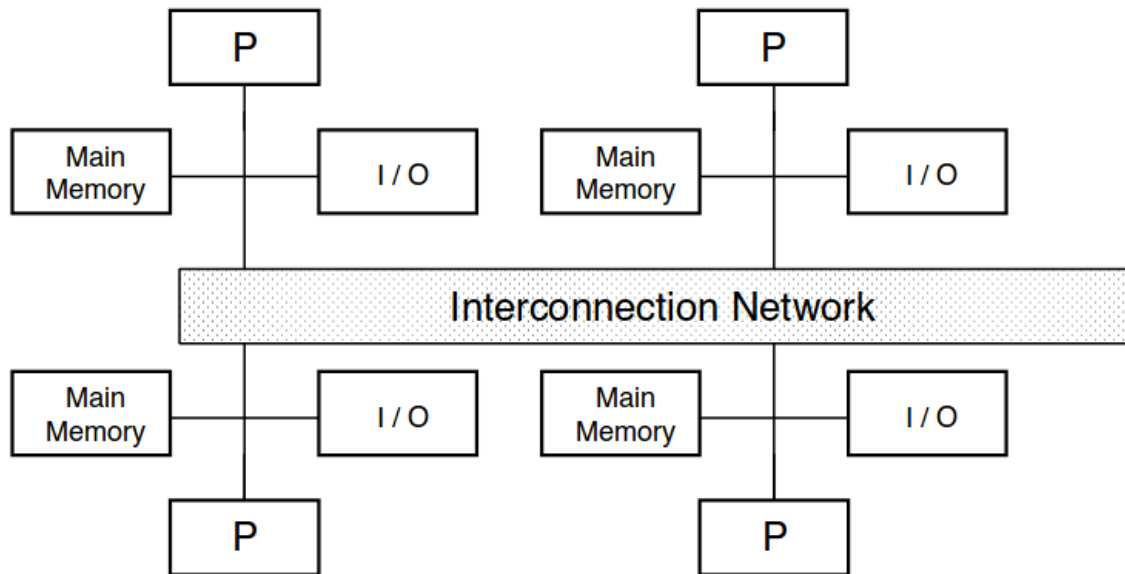 P
P
Main
Memory
I / O
Main
Memory
I / O
Interconnection Network
Main
Memory
I / O
Main
Memory
I / O
P
P